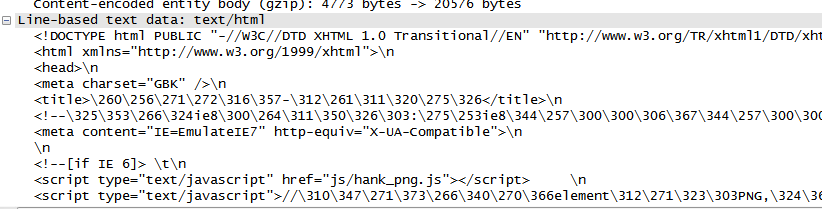 Content-encoded entity body (gzip): 4773 bytes -> 20576 bytes
Line-based text data: text/html
<!DOCTYPE html PUBLIC "-//W3C//DTD XHTML 1.0 Transitional//EN" "http://www.w3.org/TR/xhtml1/DTD/xh
<html xmlns="http://www.w3.org/1999/xhtml">\n
<head>\n
<meta charset="GBK" />\n
<title>\260\256\271\272\316\357-\312\261\311\320\275\326</title>\n
<!--\325\353\266\324ie8\300\264\311\350\326\303:\275\253ie8\344\257\300\300\306\367\344\257\300\300
<meta content="IE=EmulateIE7" http-equiv="X-UA-Compatible">\n
\n
<!--[if IE 6]> \t\n
<script type="text/javascript" href="js/hank_png.js"></script> \n
<script type="text/javascript">//\310\347\271\373\266\340\270\366element\312\271\323\303PNG,\324\36